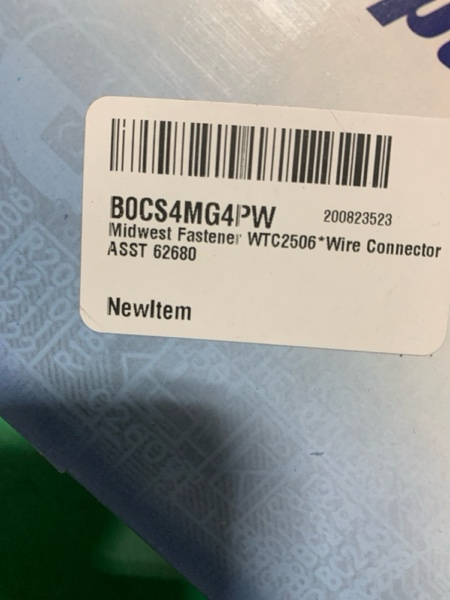 B0CS4MG4PW 200823523
Midwest Fastener WTC2506*Wire Connector
ASST 62680
NewItem